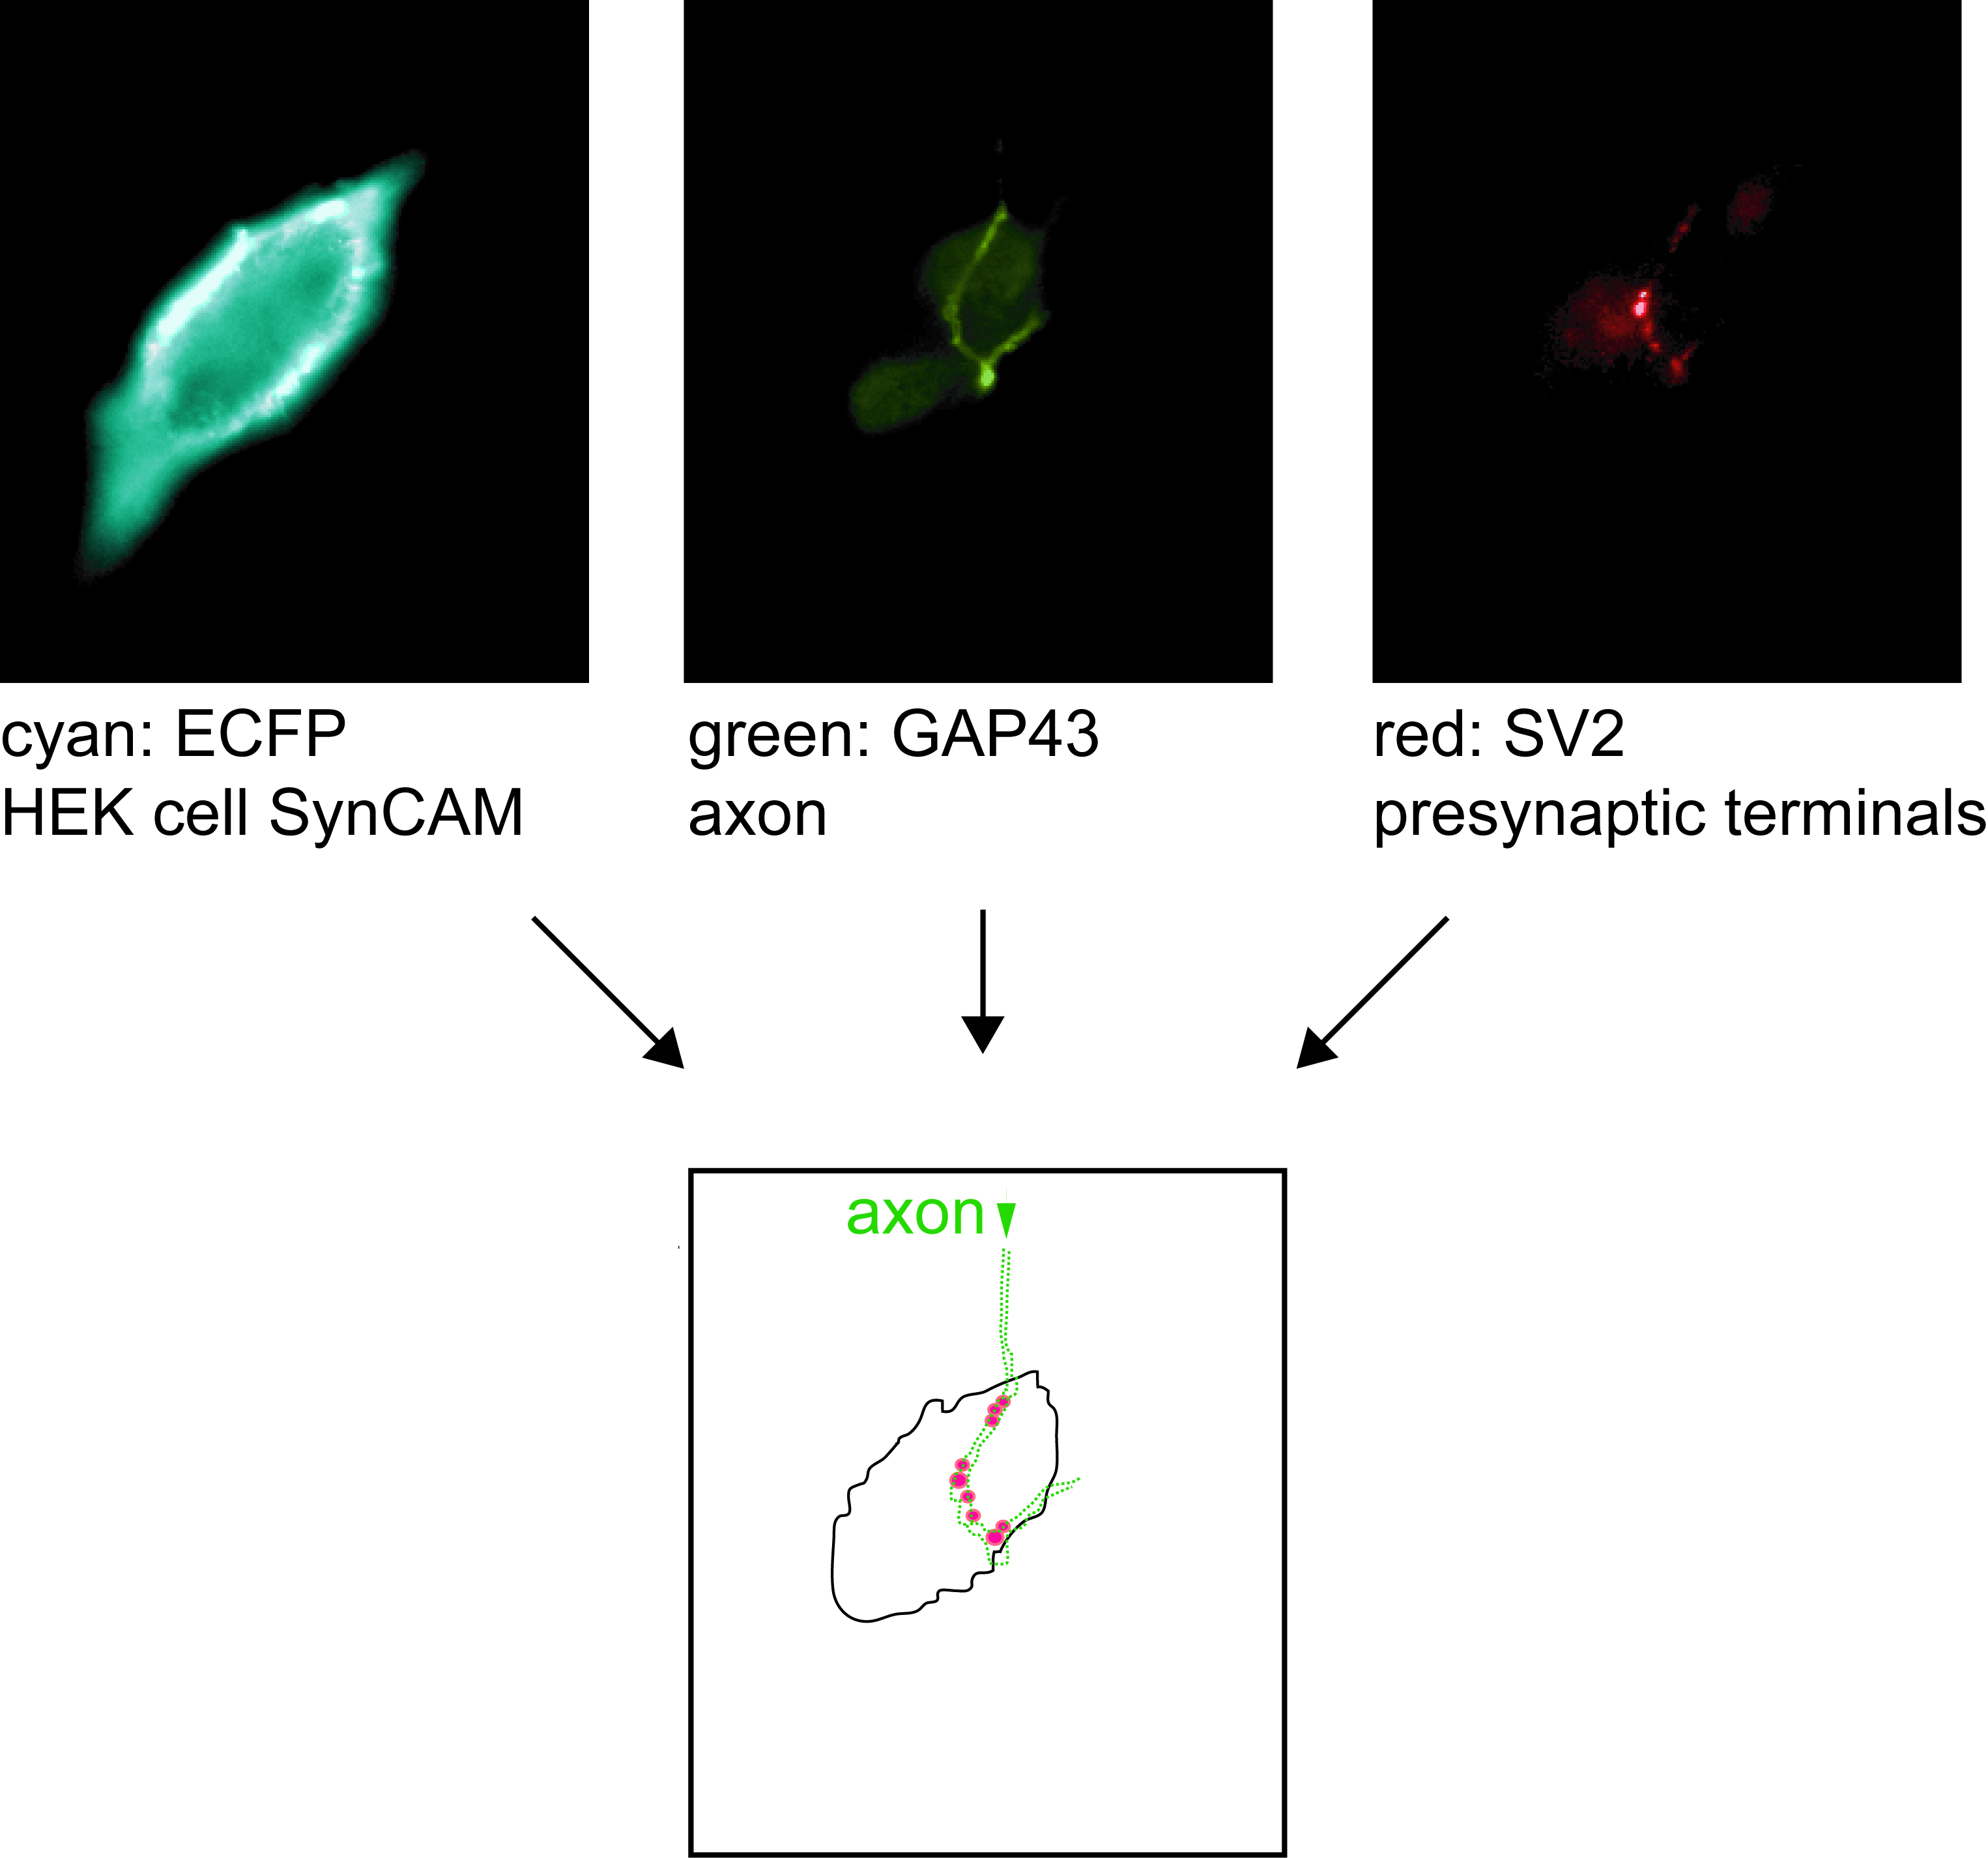 cyan: ECFP
HEK cell SynCAM
green: GAP43
axon
red: SV2
presynaptic terminals
axon